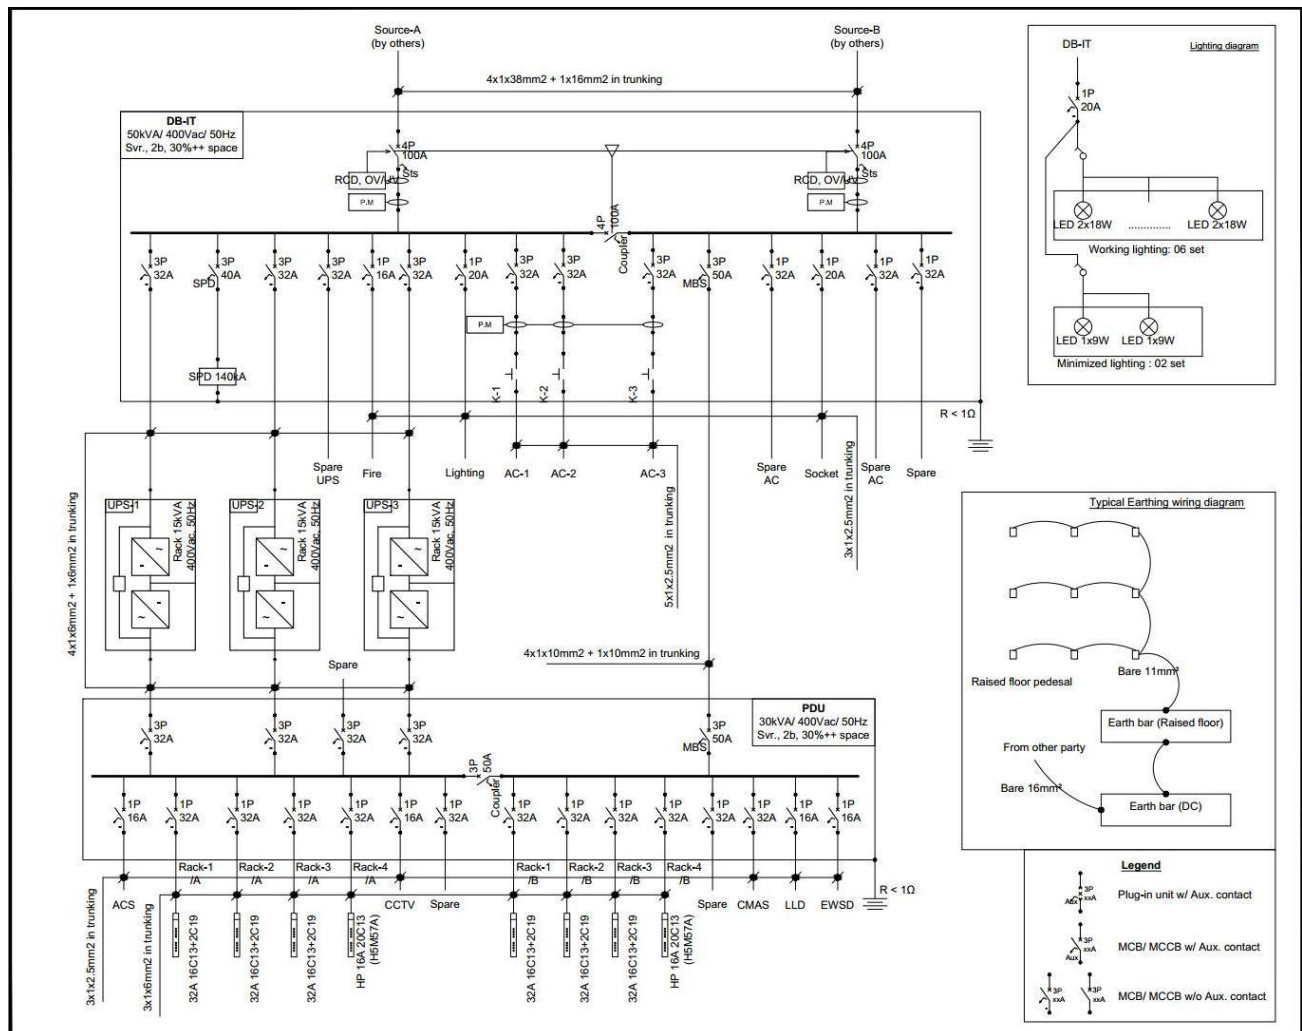 Source-A
(by others)
Source-B
(by others)
4x1x38mm2 + 1x16mm2 in trunking
DB-IT
50kVA/ 400Vac/ 50Hz
Svr., 2b, 30%++ space
4P
100A
Sts
RCD, OV/UV
P.M
4P
100A
Sts
RCD, OV/UV
P.M
4P
100A
Coupler
3P
32A
SPD
3P
40A
3P
32A
3P
32A
1P
16A
3P
32A
1P
20A
3P
32A
3P
32A
3P
32A
MBS
3P
50A
1P
32A
1P
20A
1P
32A
1P
32A
P.M
SPD 140kA
K-1
K-2
K-3
R < 1Ω
Spare
UPS
Fire
Lighting
AC-1
AC-2
AC-3
Spare
AC
Socket
Spare
AC
Spare
4x1x6mm2 + 1x6mm2 in trunking
5x1x2.5mm2 in trunking
3x1x2.5mm2 in trunking
UPS-1
Rack 15kVA
400Vac, 50Hz
UPS-2
Rack 15kVA
400Vac, 50Hz
UPS-3
Rack 15kVA
400Vac, 50Hz
Spare
4x1x10mm2 + 1x10mm2 in trunking
PDU
30kVA/ 400Vac/ 50Hz
Svr., 2b, 30%++ space
3P
32A
3P
32A
3P
32A
3P
32A
MBS
3P
50A
3P
50A
Coupler
1P
16A
1P
32A
1P
32A
1P
32A
1P
32A
1P
16A
1P
32A
1P
32A
1P
32A
1P
32A
1P
32A
1P
32A
1P
32A
1P
16A
1P
16A
Rack-1
/A
Rack-2
/A
Rack-3
/A
Rack-4
/A
Rack-1
/B
Rack-2
/B
Rack-3
/B
Rack-4
/B
R < 1Ω
ACS
CCTV
Spare
Spare
CMAS
LLD
EWSD
3x1x2.5mm2 in trunking
3x1x6mm2 in trunking
32A 16C13+2C19
32A 16C13+2C19
32A 16C13+2C19
HP 16A 20C13
(H5M57A)
32A 16C13+2C19
32A 16C13+2C19
32A 16C13+2C19
HP 16A 20C13
(H5M57A)
DB-IT
Lighting diagram
1P
20A
LED 2x18W
..............
LED 2x18W
Working lighting: 06 set
LED 1x9W
LED 1x9W
Minimized lighting : 02 set
Typical Earthing wiring diagram
Raised floor pedesal
Bare 11mm²
Earth bar (Raised floor)
From other party
Bare 16mm²
Earth bar (DC)
Legend
3P
xxA
Aux
Plug-in unit w/ Aux. contact
3P
xxA
Aux
MCB/ MCCB w/ Aux. contact
3P
xxA
3P
xxA
MCB/ MCCB w/o Aux. contact